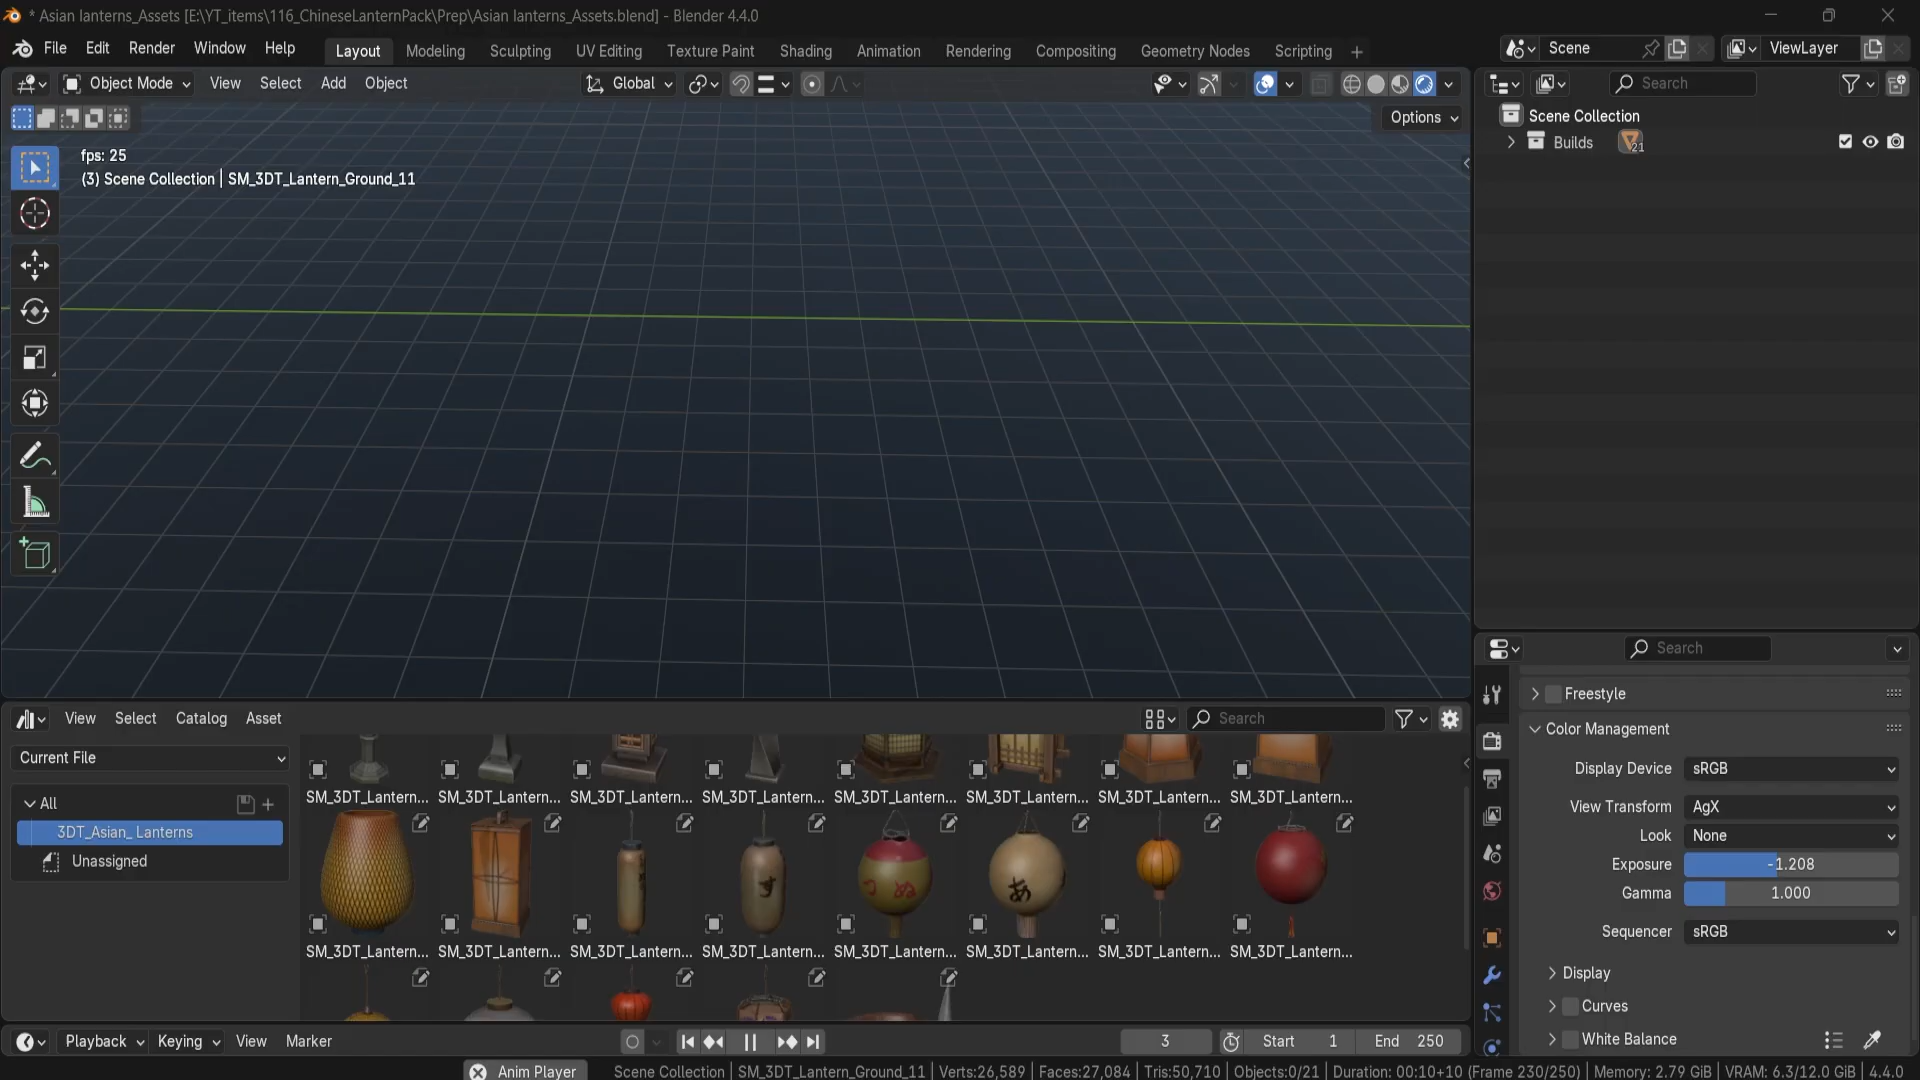 * Asian lanterns_Assets [E:\YT_items\116_ChineseLanternPack\Prep\Asian lanterns_Assets.blend] - Blender 4.4.0
File Edit Render Window Help Layout Modeling Sculpting UV Editing Texture Paint Shading Animation Rendering Compositing Geometry Nodes Scripting + Scene ViewLayer
Object Mode View Select Add Object Global Search
Options
Scene Collection
Builds 21
fps: 25
(3) Scene Collection | SM_3DT_Lantern_Ground_11
Search
Freestyle
Color Management
Display Device sRGB
View Transform AgX
Look None
Exposure -1.208
Gamma 1.000
Sequencer sRGB
Display
Curves
White Balance
View Select Catalog Asset Search
Current File
All
3DT_Asian_ Lanterns
Unassigned
SM_3DT_Lantern... SM_3DT_Lantern... SM_3DT_Lantern... SM_3DT_Lantern... SM_3DT_Lantern... SM_3DT_Lantern... SM_3DT_Lantern... SM_3DT_Lantern...
す つ ぬ あ
SM_3DT_Lantern... SM_3DT_Lantern... SM_3DT_Lantern... SM_3DT_Lantern... SM_3DT_Lantern... SM_3DT_Lantern... SM_3DT_Lantern... SM_3DT_Lantern...
Playback Keying View Marker 3 Start 1 End 250
Anim Player Scene Collection | SM_3DT_Lantern_Ground_11 | Verts:26,589 | Faces:27,084 | Tris:50,710 | Objects:0/21 | Duration: 00:10+10 (Frame 230/250) | Memory: 2.79 GiB | VRAM: 6.3/12.0 GiB | 4.4.0